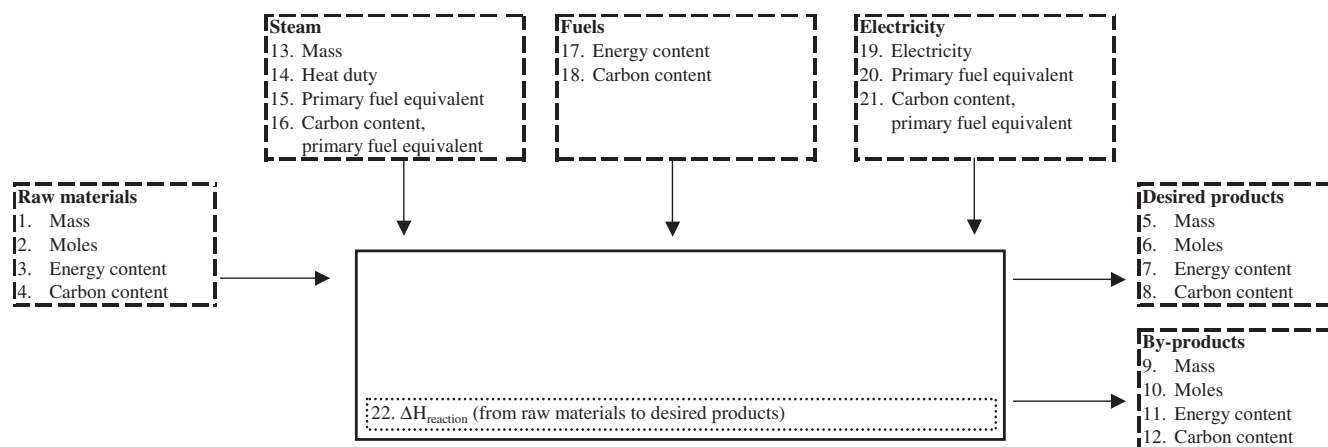 Steam
13. Mass
14. Heat duty
15. Primary fuel equivalent
16. Carbon content,
primary fuel equivalent
Fuels
17. Energy content
18. Carbon content
Electricity
19. Electricity
20. Primary fuel equivalent
21. Carbon content,
primary fuel equivalent
Raw materials
1. Mass
2. Moles
3. Energy content
4. Carbon content
Desired products
5. Mass
6. Moles
7. Energy content
8. Carbon content
By-products
9. Mass
10. Moles
11. Energy content
12. Carbon content
22. ΔHreaction (from raw materials to desired products)